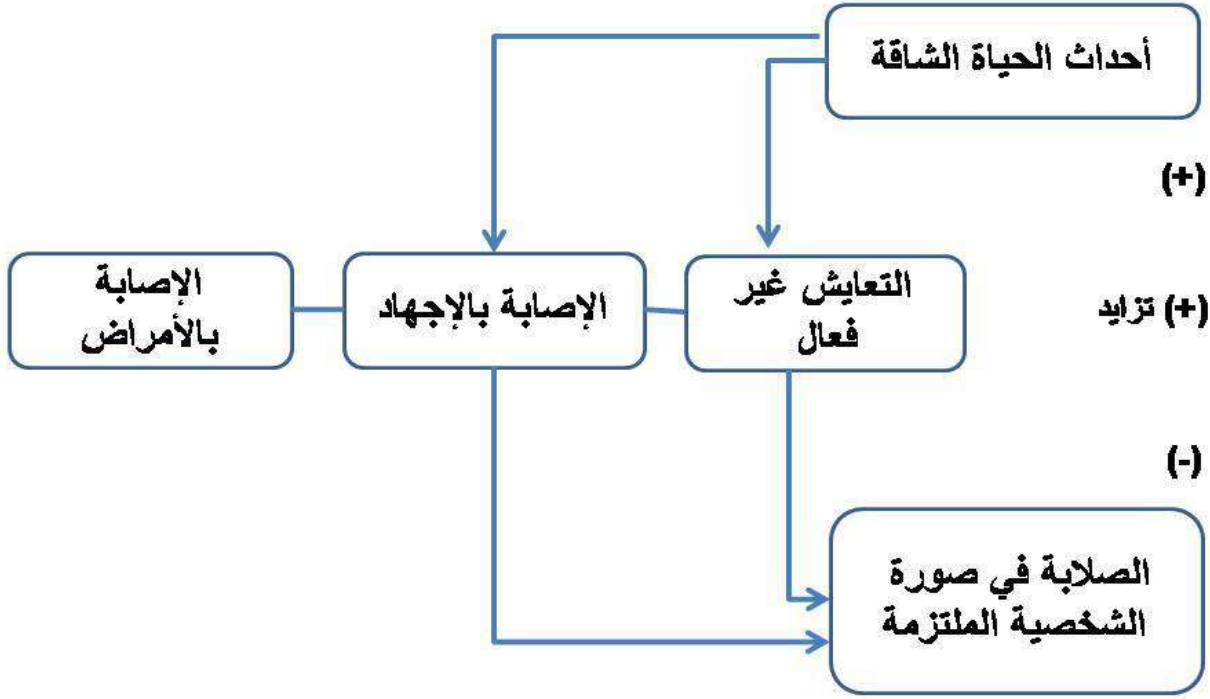 أحداث الحياة الشاقة
(+)
التعايش غير
فعال
الإصابة بالإجهاد
الإصابة
بالأمراض
(+) تزايد
(-)
الصلابة في صورة
الشخصية الملتزمة